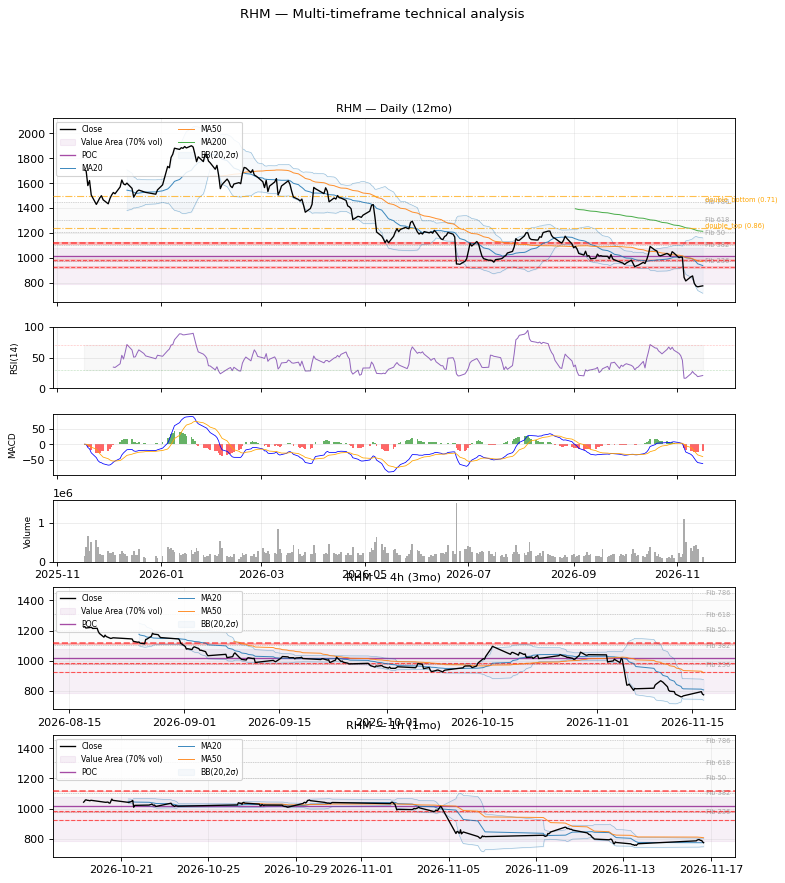 RHM — Multi-timeframe technical analysis
RHM — Daily (12mo)
Close
Value Area (70% vol)
POC
MA20
MA50
MA200
BB(20,2σ)
2000
1800
1600
1400
1200
1000
800
double_bottom (0.71)
Fib 786
Fib 618
double_top (0.86)
Fib 50
Fib 382
Fib 236
RSI(14)
100
50
0
MACD
50
0
−50
1e6
Volume
1
0
2025-11
2026-01
2026-03
2026-05
2026-07
2026-09
2026-11
RHM — 4h (3mo)
Close
Value Area (70% vol)
POC
MA20
MA50
BB(20,2σ)
1400
1200
1000
800
Fib 786
Fib 618
Fib 50
Fib 382
Fib 236
2026-08-15
2026-09-01
2026-09-15
2026-10-01
2026-10-15
2026-11-01
2026-11-15
RHM — 1h (1mo)
Close
Value Area (70% vol)
POC
MA20
MA50
BB(20,2σ)
1400
1200
1000
800
Fib 786
Fib 618
Fib 50
Fib 382
Fib 236
2026-10-21
2026-10-25
2026-10-29
2026-11-01
2026-11-05
2026-11-09
2026-11-13
2026-11-17